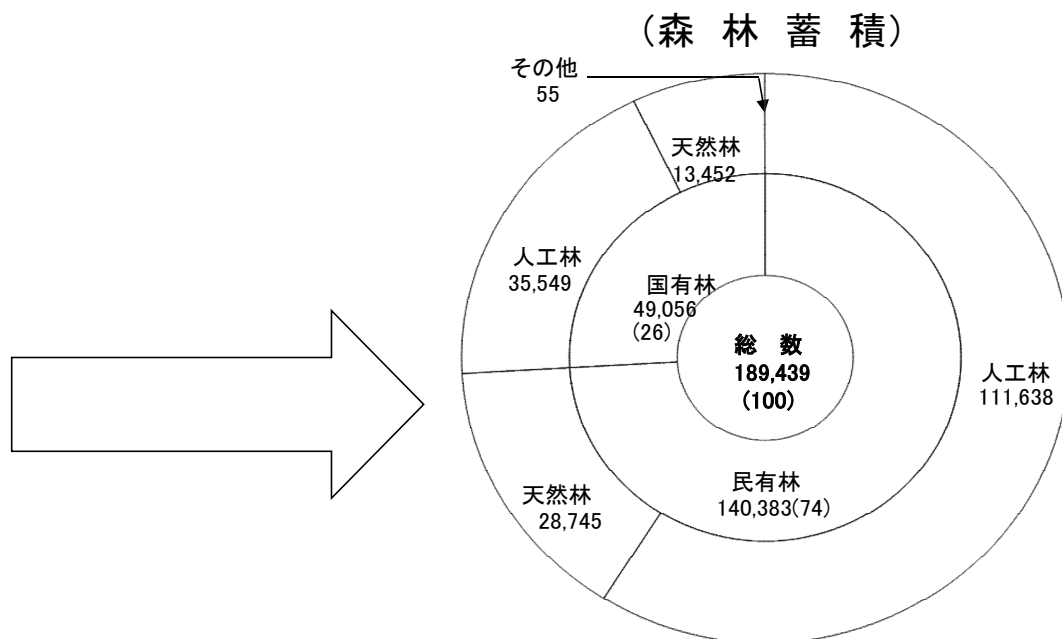 (森 林 蓄 積)
その他
55
天然林
13,452
人工林
35,549
国有林
49,056
(26)
総 数
189,439
(100)
人工林
111,638
民有林
140,383(74)
天然林
28,745